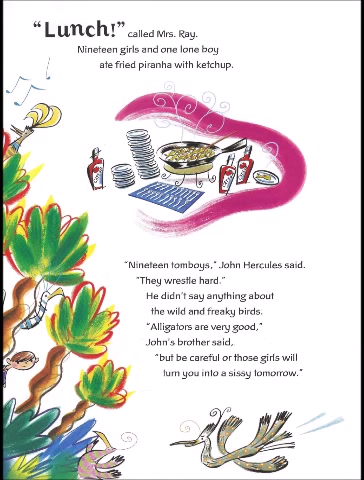 "Lunch!" called Mrs. Ray.
Nineteen girls and one lone boy
ate fried piranha with ketchup.
"Nineteen tomboys," John Hercules said.
"They wrestle hard."
He didn't say anything about
the wild and freaky birds.
"Alligators are very good,"
John's brother said,
"but be careful or those girls will
turn you into a sissy tomorrow."